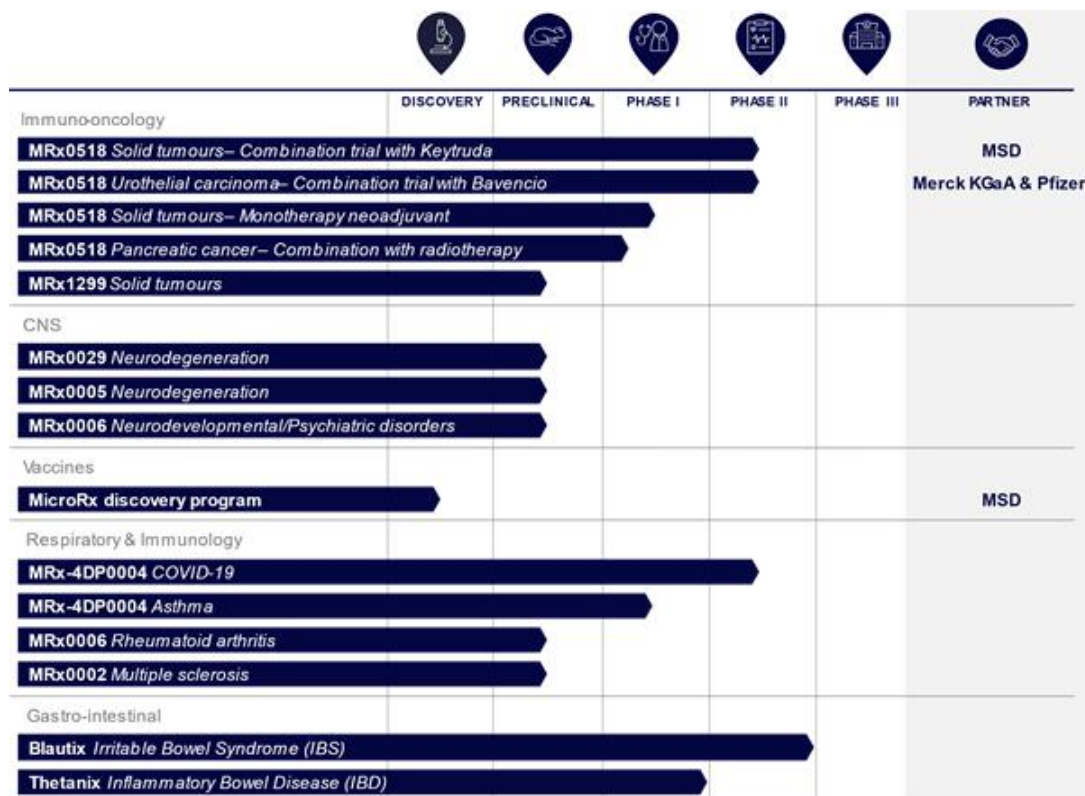 DISCOVERY PRECLINICAL PHASE I PHASE II PHASE III PARTNER
Immuno-oncology
MRx0518 Solid tumours– Combination trial with Keytruda MSD
MRx0518 Urothelial carcinoma– Combination trial with Bavencio Merck KGaA & Pfizer
MRx0518 Solid tumours– Monotherapy neoadjuvant
MRx0518 Pancreatic cancer– Combination with radiotherapy
MRx1299 Solid tumours
CNS
MRx0029 Neurodegeneration
MRx0005 Neurodegeneration
MRx0006 Neurodevelopmental/Psychiatric disorders
Vaccines
MicroRx discovery program MSD
Respiratory & Immunology
MRx-4DP0004 COVID-19
MRx-4DP0004 Asthma
MRx0006 Rheumatoid arthritis
MRx0002 Multiple sclerosis
Gastro-intestinal
Blautix Irritable Bowel Syndrome (IBS)
Thetanix Inflammatory Bowel Disease (IBD)